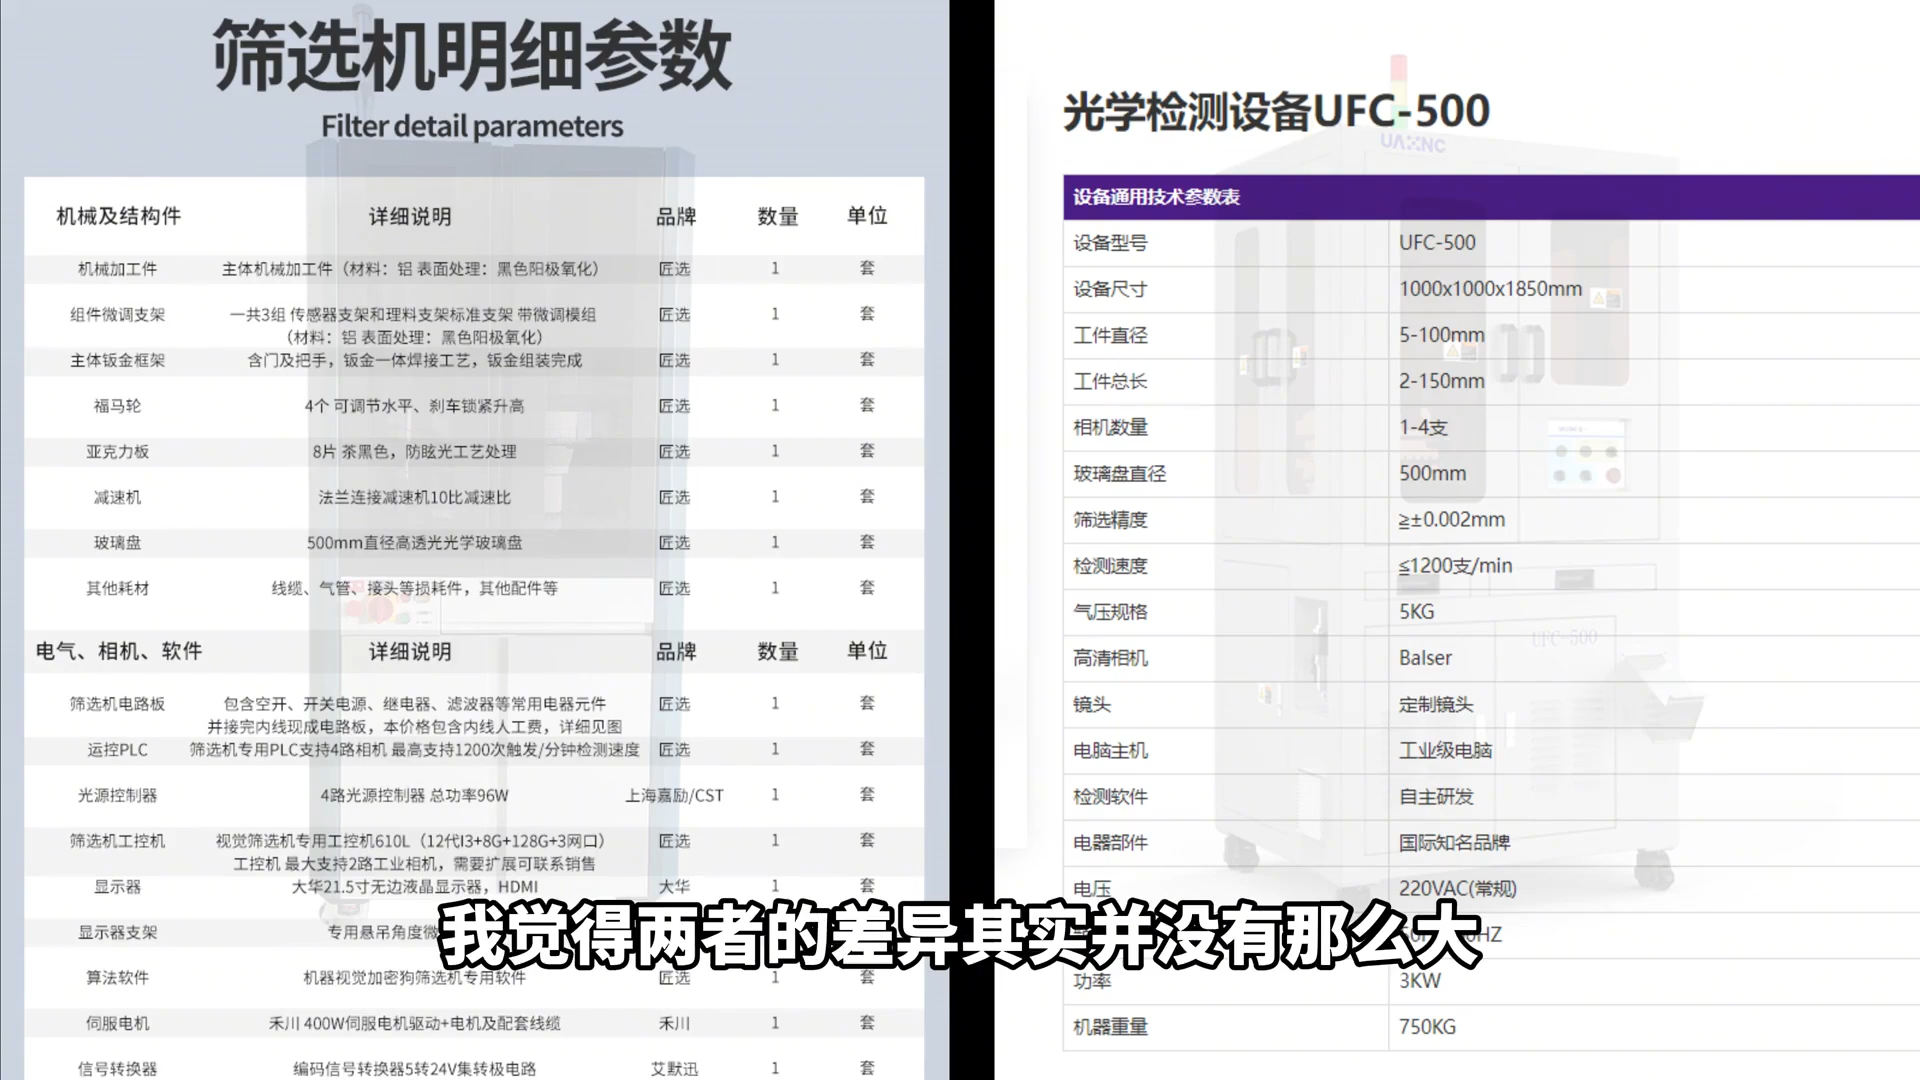 筛选机明细参数
Filter detail parameters
机械及结构件 详细说明 品牌 数量 单位
机械加工件 主体机械加工件（材料：铝 表面处理：黑色阳极氧化） 匠选 1 套
组件微调支架 一共3组 传感器支架和理料支架标准支架 带微调模组 匠选 1 套
（材料：铝 表面处理：黑色阳极氧化）
主体钣金框架 含门及把手，钣金一体焊接工艺，钣金组装完成 匠选 1 套
福马轮 4个 可调节水平、刹车锁紧升高 匠选 1 套
亚克力板 8片 茶黑色，防眩光工艺处理 匠选 1 套
减速机 法兰连接减速机10比减速比 匠选 1 套
玻璃盘 500mm直径高透光光学玻璃盘 匠选 1 套
其他耗材 线缆、气管、接头等损耗件，其他配件等 匠选 1 套
电气、相机、软件 详细说明 品牌 数量 单位
筛选机电路板 包含空开、开关电源、继电器、滤波器等常用电器元件 匠选 1 套
并接完内线现成电路板，本价格包含内线人工费，详细见图
运控PLC 筛选机专用PLC支持4路相机 最高支持1200次触发/分钟检测速度 匠选 1 套
光源控制器 4路光源控制器 总功率96W 上海嘉励/CST 1 套
筛选机工控机 视觉筛选机专用工控机610L（12代I3+8G+128G+3网口） 匠选 1 套
工控机 最大支持2路工业相机，需要扩展可联系销售
显示器 大华21.5寸无边液晶显示器，HDMI 大华 1 套
显示器支架 专用悬吊角度微
算法软件 机器视觉加密狗筛选机专用软件 匠选 1 套
伺服电机 禾川 400W伺服电机驱动+电机及配套线缆 禾川 1 套
信号转换器 编码信号转换器5转24V集转极电路 艾默迅 1 套
光学检测设备UFC-500
UAXNC
设备通用技术参数表
设备型号 UFC-500
设备尺寸 1000x1000x1850mm
工件直径 5-100mm
工件总长 2-150mm
相机数量 1-4支
玻璃盘直径 500mm
筛选精度 ≧±0.002mm
检测速度 ≦1200支/min
气压规格 5KG
高清相机 Balser
镜头 定制镜头
电脑主机 工业级电脑
检测软件 自主研发
电器部件 国际知名品牌
电压 220VAC(常规)
HZ
功率 3KW
机器重量 750KG
UFC-500
我觉得两者的差异其实并没有那么大